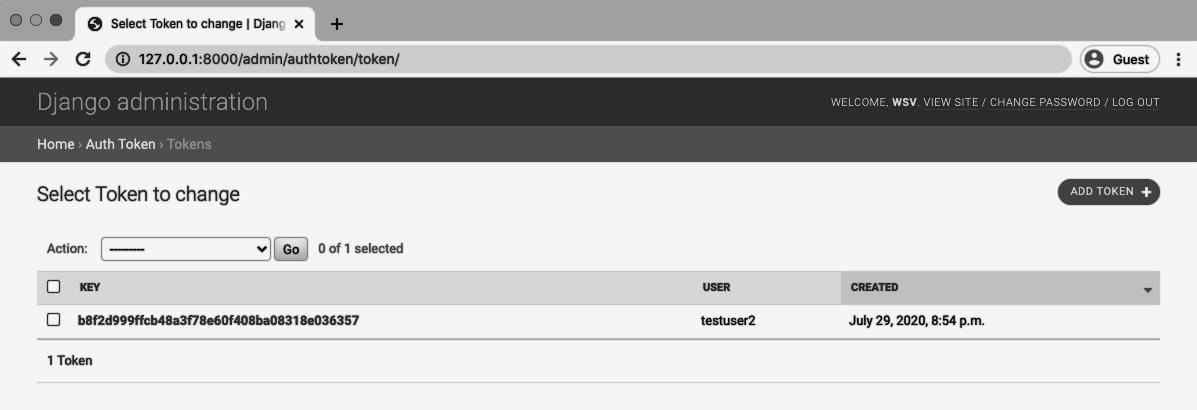 Select Token to change | Djang
127.0.0.1:8000/admin/authtoken/token/
Guest
Django administration
WELCOME, WSV. VIEW SITE / CHANGE PASSWORD / LOG OUT
Home › Auth Token › Tokens
Select Token to change
ADD TOKEN +
Action: --------- Go 0 of 1 selected
KEY USER CREATED
b8f2d999ffcb48a3f78e60f408ba08318e036357 testuser2 July 29, 2020, 8:54 p.m.
1 Token